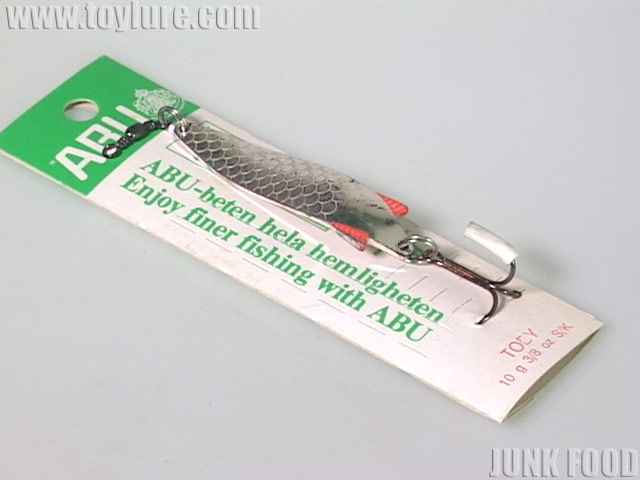 www.toylure.com
ABU
ABU-beten hela hemligheten
Enjoy finer fishing with ABU
TOBY
10 g 3/8 oz S/K
JUNK FOOD